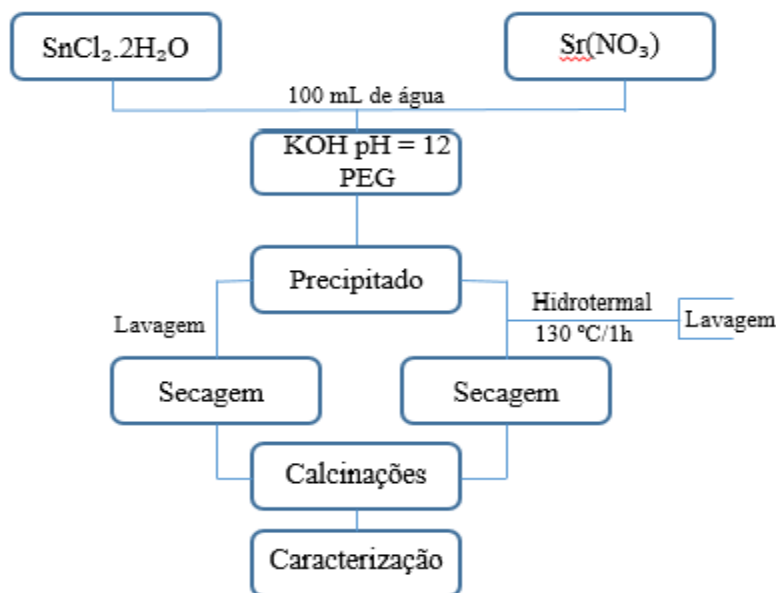 SnCl₂.2H₂O
Sr(NO₃)
100 mL de água
KOH pH = 12
PEG
Precipitado
Lavagem
Hidrotermal
130 ºC/1h
Lavagem
Secagem
Secagem
Calcinações
Caracterização